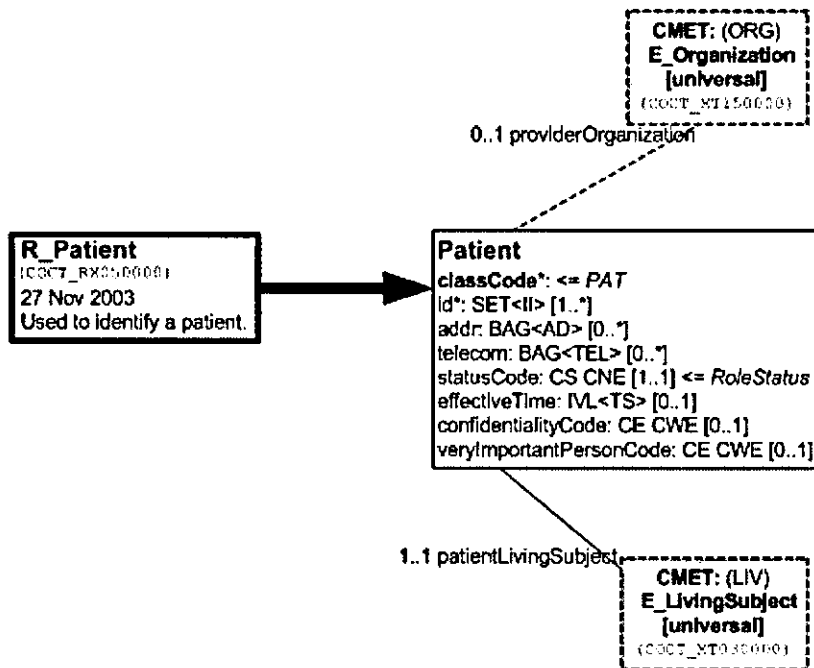 CMET: (ORG)
E_Organization
[universal]
(COCT_MT150000)
0..1 providerOrganization
R_Patient
(COCT_RM050000)
27 Nov 2003
Used to identify a patient.
Patient
classCode*: <= PAT
id*: SET<II> [1..*]
addr: BAG<AD> [0..*]
telecom: BAG<TEL> [0..*]
statusCode: CS CNE [1..1] <= RoleStatus
effectiveTime: IVL<TS> [0..1]
confidentialityCode: CE CWE [0..1]
veryImportantPersonCode: CE CWE [0..1]
1..1 patientLivingSubject
CMET: (LIV)
E_LivingSubject
[universal]
(COCT_MT030000)